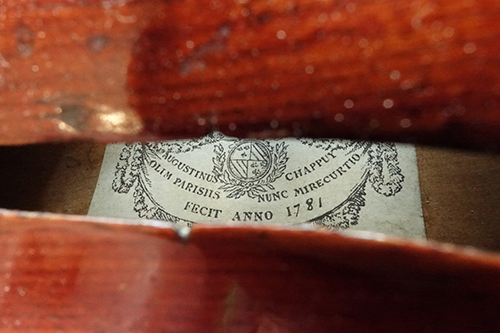 AUGUSTINUS CHAPPUY
OLIM PARISIIS NUNC MIRECURTIO
FECIT ANNO 1781